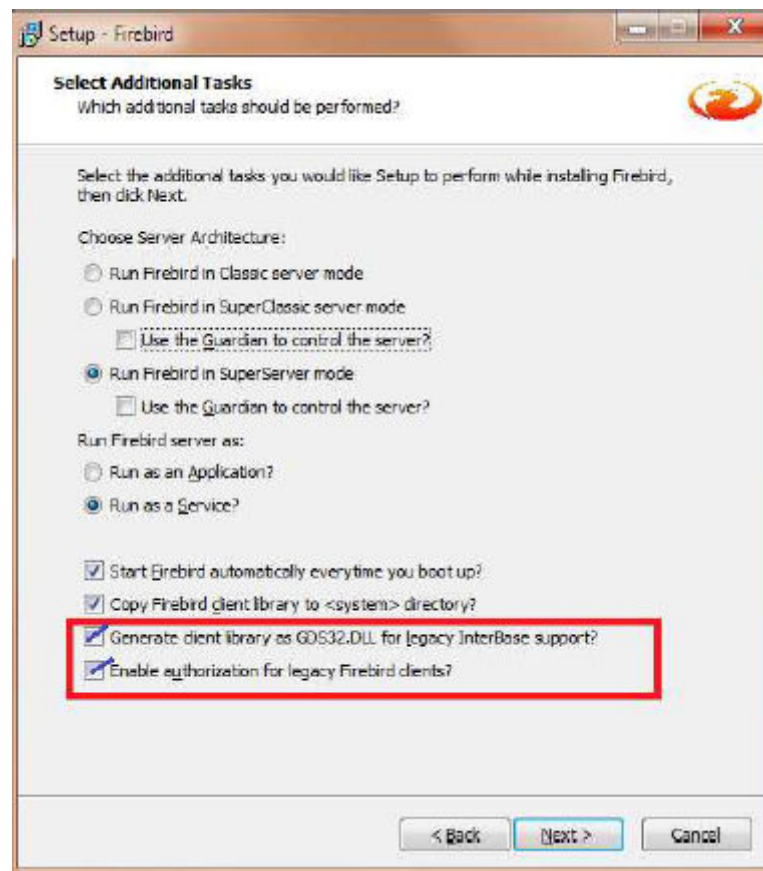 Setup - Firebird
Select Additional Tasks
Which additional tasks should be performed?
Select the additional tasks you would like Setup to perform while installing Firebird,
then click Next.
Choose Server Architecture:
Run Firebird in Classic server mode
Run Firebird in SuperClassic server mode
Use the Guardian to control the server?
Run Firebird in SuperServer mode
Use the Guardian to control the server?
Run Firebird server as:
Run as an Application?
Run as a Service?
Start Firebird automatically everytime you boot up?
Copy Firebird client library to <system> directory?
Generate client library as GDS32.DLL for legacy InterBase support?
Enable authorization for legacy Firebird clients?
< Back
Next >
Cancel